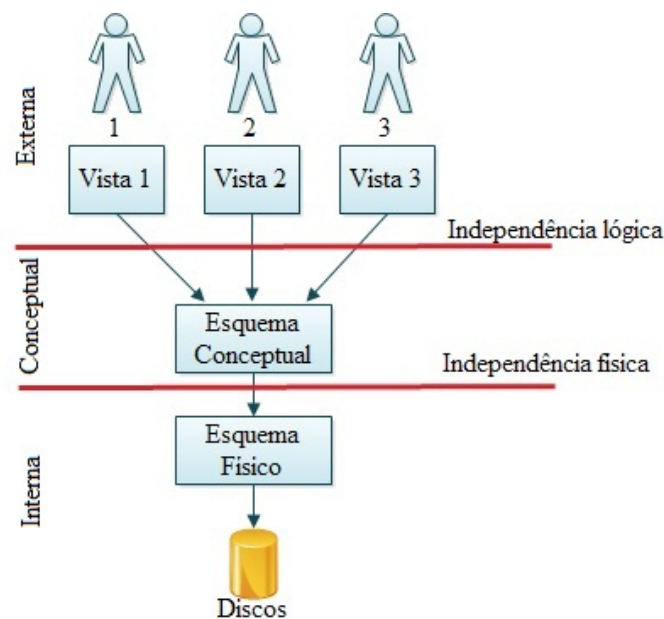 Externa
1
2
3
Vista 1
Vista 2
Vista 3
Independência lógica
Conceptual
Esquema
Conceptual
Independência física
Interna
Esquema
Físico
Discos